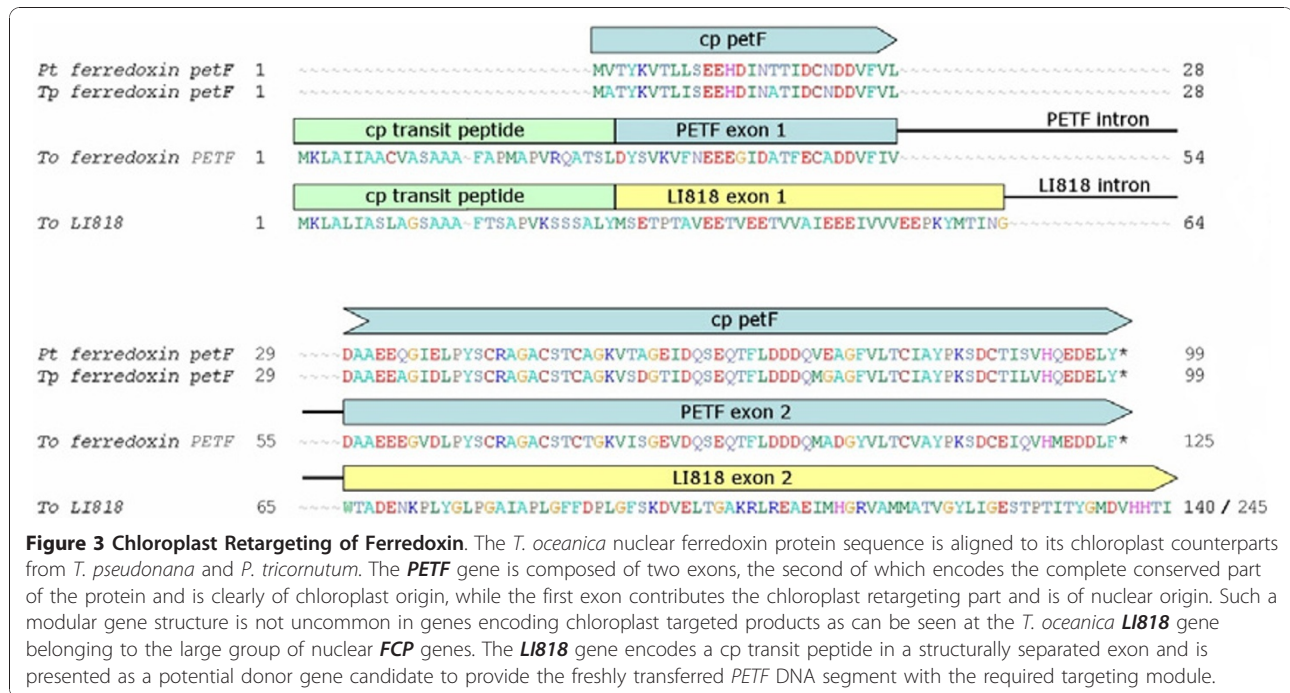 cp petF
Pt ferredoxin petF 1 ~~~~~~~~~~~~~~~~~~~~~~~~~~~MVTYKVTLLSEEHDINTTIDCNDDVFVL~~~~~~~~~~~~~~~~~~~~~~~~~ 28
Tp ferredoxin petF 1 ~~~~~~~~~~~~~~~~~~~~~~~~~~~MATYKVTLISEEHDINATIDCNDDVFVL~~~~~~~~~~~~~~~~~~~~~~~~~ 28
cp transit peptide PETF exon 1 PETF intron
To ferredoxin PETF 1 MKLAIIAACVASAAA~FAPMAPVRQATSLDYSVKVFNEEEGIDATFECADDVFIV~~~~~~~~~~~~~~~~~~~~~~~~~ 54
cp transit peptide LI818 exon 1 LI818 intron
To LI818 1 MKLALIASLAGSAAA~FTSAPVKSSSALYMSETPTAVEETVEETVVAIEEEIVVVEEPKYMTING~~~~~~~~~~~~~~~ 64
cp petF
Pt ferredoxin petF 29 ~~~~DAAEEQGIELPYSCRAGACSTCAGKVTAGEIDQSEQTFLDDDQVEAGFVLTCIAYPKSDCTISVHQEDELY* 99
Tp ferredoxin petF 29 ~~~~DAAEEAGIDLPYSCRAGACSTCAGKVSDGTIDQSEQTFLDDDQMGAGFVLTCIAYPKSDCTILVHQEDELY* 99
PETF exon 2
To ferredoxin PETF 55 ~~~~DAAEEEGVDLPYSCRAGACSTCTGKVISGEVDQSEQTFLDDDQMADGYVLTCVAYPKSDCEIQVHMEDDLF* 125
LI818 exon 2
To LI818 65 ~~~~WTADENKPLYGLPGAIAPLGFFDPLGFSKDVELTGAKRLREAEIMHGRVAMMATVGYLIGESTPTITYGMDVHHTI 140 / 245
Figure 3 Chloroplast Retargeting of Ferredoxin. The T. oceanica nuclear ferredoxin protein sequence is aligned to its chloroplast counterparts
from T. pseudonana and P. tricornutum. The PETF gene is composed of two exons, the second of which encodes the complete conserved part
of the protein and is clearly of chloroplast origin, while the first exon contributes the chloroplast retargeting part and is of nuclear origin. Such a
modular gene structure is not uncommon in genes encoding chloroplast targeted products as can be seen at the T. oceanica LI818 gene
belonging to the large group of nuclear FCP genes. The LI818 gene encodes a cp transit peptide in a structurally separated exon and is
presented as a potential donor gene candidate to provide the freshly transferred PETF DNA segment with the required targeting module.